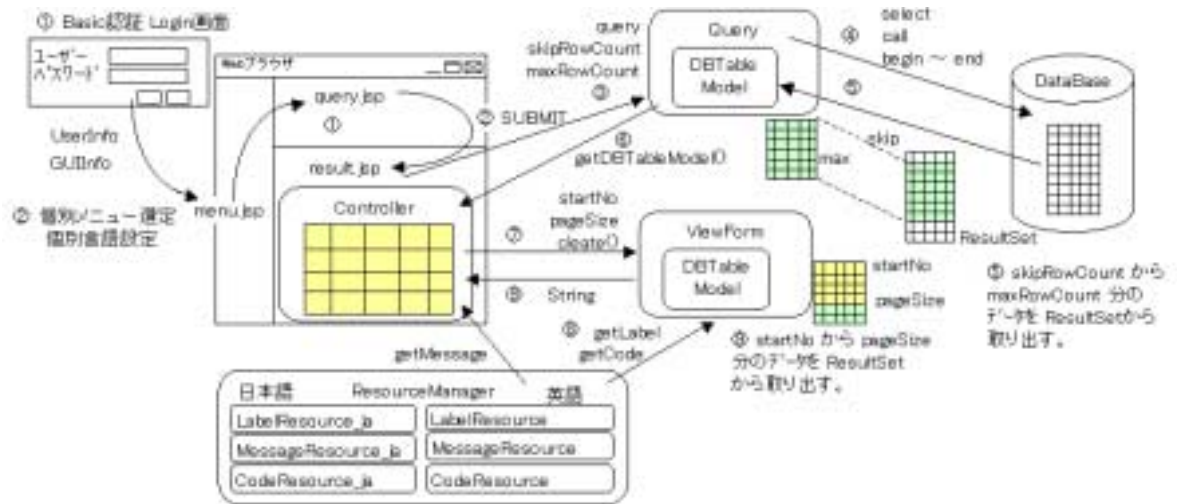 ① Basic認証 Login画面
ユーザー
パスワード
UserInfo
GUIInfo
② 個別メニュー選定
個別言語設定
menu.jsp
Webブラウザ
query.jsp
①
② SUBMIT
result.jsp
Controller
query
skipRowCount
maxRowCount
③
Query
DBTable
Model
④
select
call
begin ~ end
⑤
DataBase
⑥
getDBTableModel()
skip
max
ResultSet
startNo
pageSize
cleate()
⑦
String
ViewForm
DBTable
Model
startNo
pageSize
⑤ skipRowCount から
maxRowCount 分の
データを ResultSetから
取り出す。
getLabel
getCode
startNo から pageSize
分のデータを ResultSet
から取り出す。
getMessage
日本語
ResourceManager
英語
LabelResource_ja
LabelResource
MessageResource_ja
MessageResource
CodeResource_ja
CodeResource